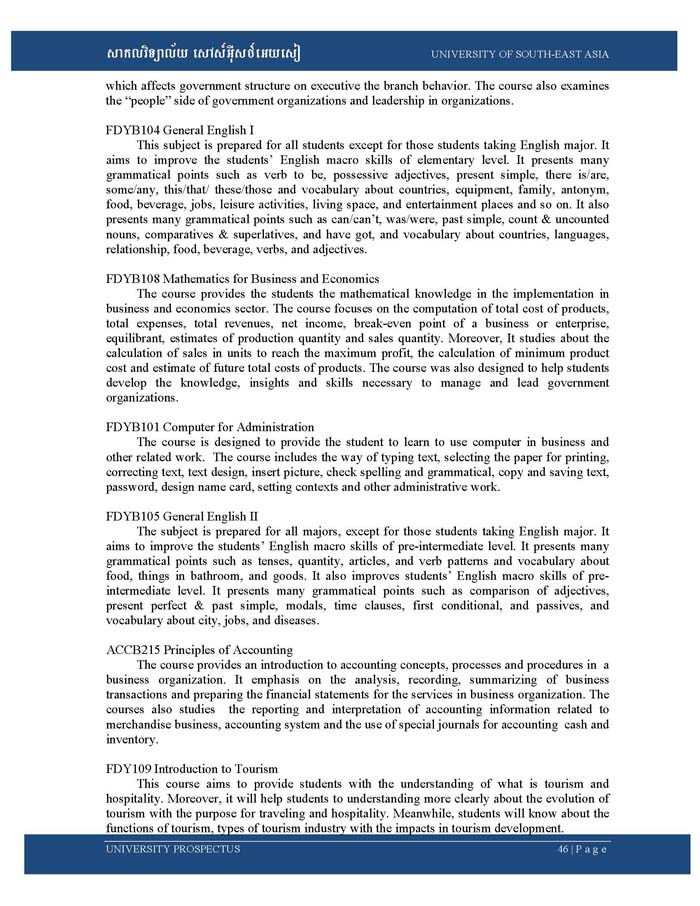 សាកលវិទ្យាល័យ សៅស៍អ៊ីសថ៍អេយសៀ UNIVERSITY OF SOUTH-EAST ASIA
which affects government structure on executive the branch behavior. The course also examines
the “people” side of government organizations and leadership in organizations.
FDYB104 General English I
This subject is prepared for all students except for those students taking English major. It
aims to improve the students’ English macro skills of elementary level. It presents many
grammatical points such as verb to be, possessive adjectives, present simple, there is/are,
some/any, this/that/ these/those and vocabulary about countries, equipment, family, antonym,
food, beverage, jobs, leisure activities, living space, and entertainment places and so on. It also
presents many grammatical points such as can/can’t, was/were, past simple, count & uncounted
nouns, comparatives & superlatives, and have got, and vocabulary about countries, languages,
relationship, food, beverage, verbs, and adjectives.
FDYB108 Mathematics for Business and Economics
The course provides the students the mathematical knowledge in the implementation in
business and economics sector. The course focuses on the computation of total cost of products,
total expenses, total revenues, net income, break-even point of a business or enterprise,
equilibrant, estimates of production quantity and sales quantity. Moreover, It studies about the
calculation of sales in units to reach the maximum profit, the calculation of minimum product
cost and estimate of future total costs of products. The course was also designed to help students
develop the knowledge, insights and skills necessary to manage and lead government
organizations.
FDYB101 Computer for Administration
The course is designed to provide the student to learn to use computer in business and
other related work. The course includes the way of typing text, selecting the paper for printing,
correcting text, text design, insert picture, check spelling and grammatical, copy and saving text,
password, design name card, setting contexts and other administrative work.
FDYB105 General English II
The subject is prepared for all majors, except for those students taking English major. It
aims to improve the students’ English macro skills of pre-intermediate level. It presents many
grammatical points such as tenses, quantity, articles, and verb patterns and vocabulary about
food, things in bathroom, and goods. It also improves students’ English macro skills of pre-
intermediate level. It presents many grammatical points such as comparison of adjectives,
present perfect & past simple, modals, time clauses, first conditional, and passives, and
vocabulary about city, jobs, and diseases.
ACCB215 Principles of Accounting
The course provides an introduction to accounting concepts, processes and procedures in a
business organization. It emphasis on the analysis, recording, summarizing of business
transactions and preparing the financial statements for the services in business organization. The
courses also studies the reporting and interpretation of accounting information related to
merchandise business, accounting system and the use of special journals for accounting cash and
inventory.
FDY109 Introduction to Tourism
This course aims to provide students with the understanding of what is tourism and
hospitality. Moreover, it will help students to understanding more clearly about the evolution of
tourism with the purpose for traveling and hospitality. Meanwhile, students will know about the
functions of tourism, types of tourism industry with the impacts in tourism development.
UNIVERSITY PROSPECTUS 46 | P a g e